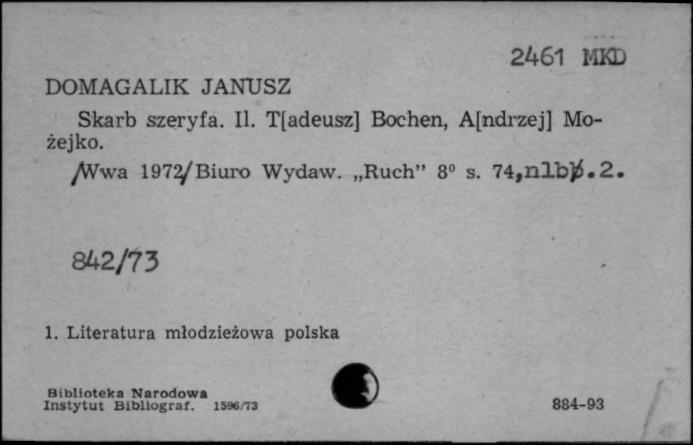 2461 MKD
DOMAGALIK JANUSZ
Skarb szeryfa. Il. T[adeusz] Bochen, A[ndrzej] Mo-
żejko.
/Wwa 1972/ Biuro Wydaw. „Ruch” 8⁰ s. 74, nlb. 2.
842/73
1. Literatura młodzieżowa polska
Biblioteka Narodowa
Instytut Bibliograf. 1596/73
884-93